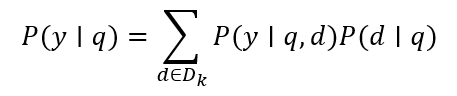 P(y ∣ q) = ∑_{d∈D_k} P(y ∣ q, d)P(d ∣ q)